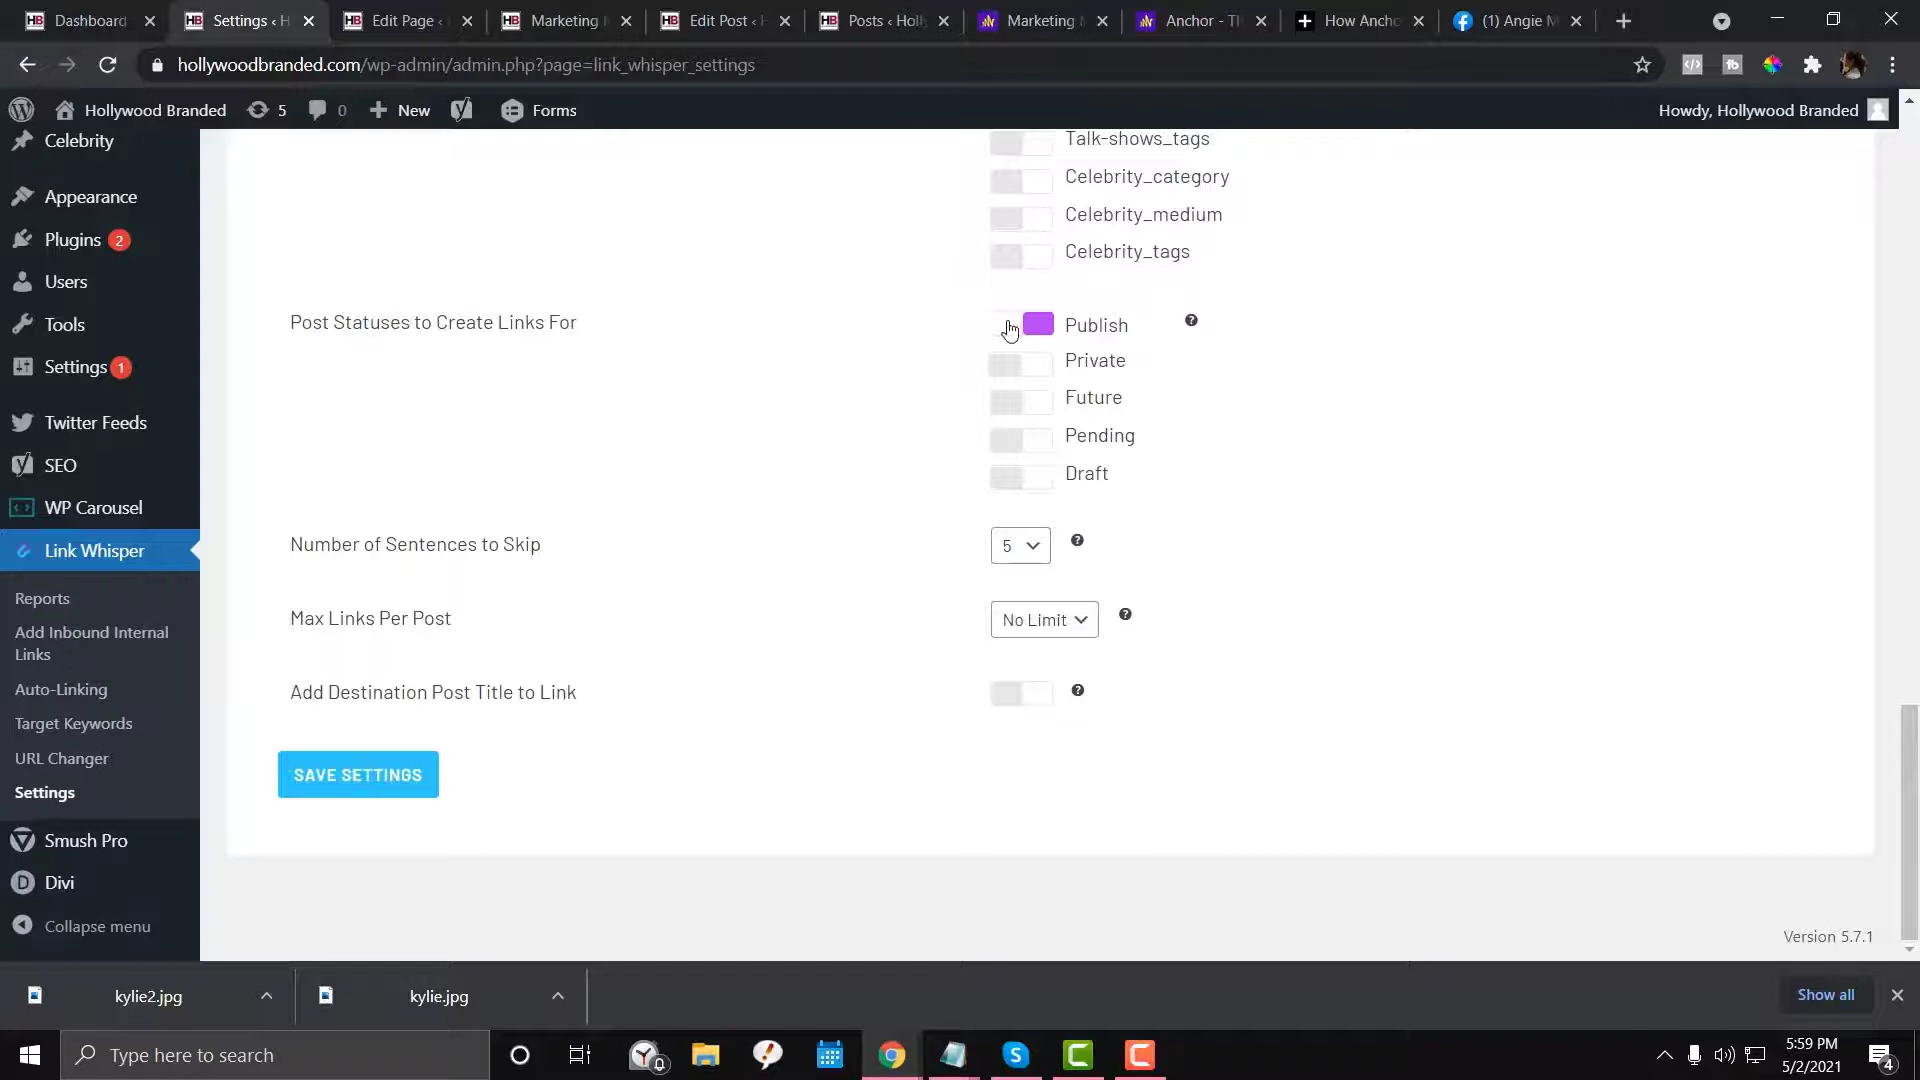 Dashboard
Settings ‹ H
Edit Page ‹
Marketing
Edit Post ‹ H
Posts ‹ Holly
Marketing
Anchor - Th
How Ancho
(1) Angie M
hollywoodbranded.com/wp-admin/admin.php?page=link_whisper_settings
Hollywood Branded 5 0 New Forms
Howdy, Hollywood Branded
Celebrity
Appearance
Plugins 2
Users
Tools
Settings 1
Twitter Feeds
SEO
WP Carousel
Link Whisper
Reports
Add Inbound Internal
Links
Auto-Linking
Target Keywords
URL Changer
Settings
Smush Pro
Divi
Collapse menu
Talk-shows_tags
Celebrity_category
Celebrity_medium
Celebrity_tags
Post Statuses to Create Links For
Publish
Private
Future
Pending
Draft
Number of Sentences to Skip
5
Max Links Per Post
No Limit
Add Destination Post Title to Link
SAVE SETTINGS
Version 5.7.1
kylie2.jpg
kylie.jpg
Show all
Type here to search
5:59 PM
5/2/2021
4